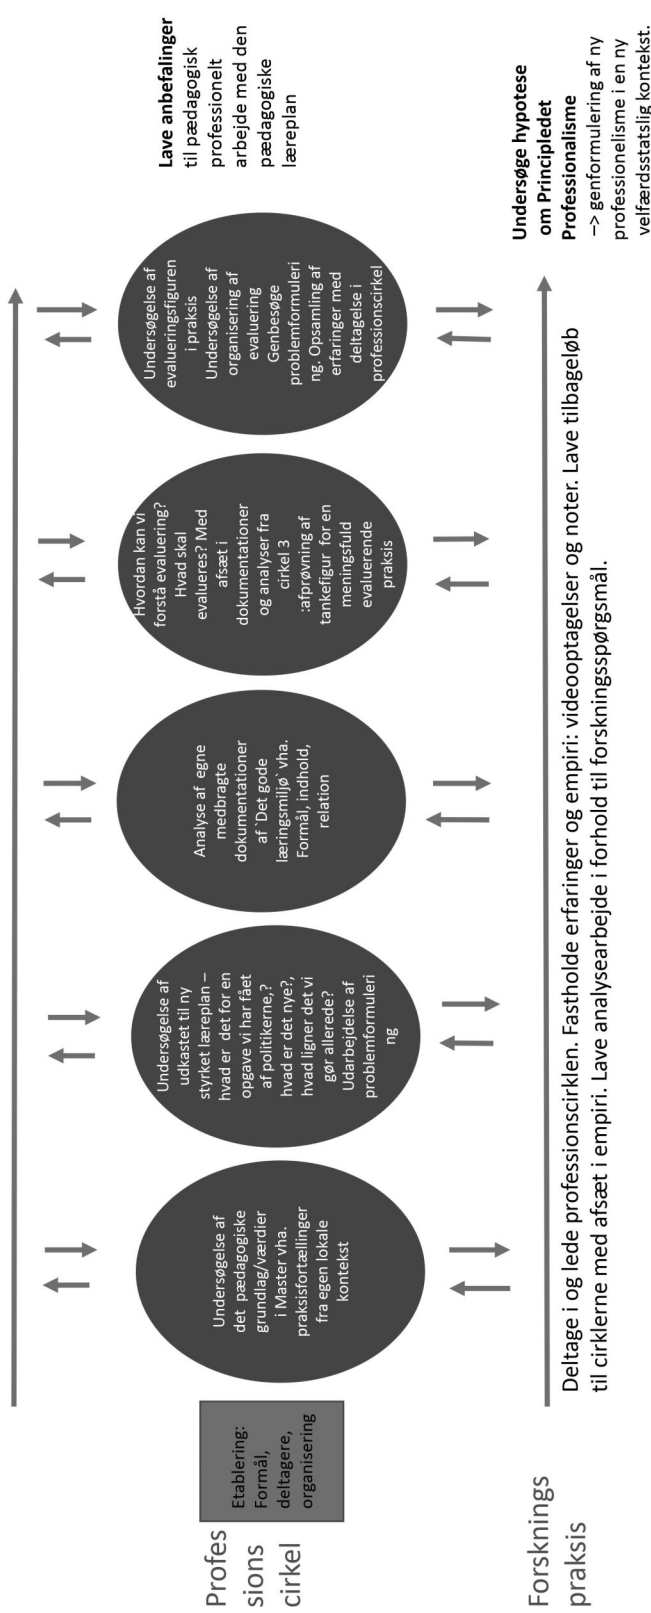 Profes
sions
cirkel
Etablering:
Formål,
deltagere,
organisering
Undersøgelse af
det pædagogiske
grundlag/værdier
i Master vha.
praksisfortællinger
fra egen lokale
kontekst
Undersøgelse af
udkastet til ny
styrket læreplan –
hvad er det for en
opgave vi har fået
af politikerne,?
hvad er det nye?,
hvad ligner det vi
gør allerede?
Udarbejdelse af
problemformuleri
ng
Analyse af egne
medbragte
dokumentationer
af `Det gode
læringsmiljø` vha.
Formål, indhold,
relation
Hvordan kan vi
forstå evaluering?
Hvad skal
evalueres? Med
afsæt i
dokumentationer
og analyser fra
cirkel 3
:afprøvning af
tankefigur for en
meningsfuld
evaluerende
praksis
Undersøgelse af
evalueringsfiguren
i praksis
Undersøgelse af
organisering af
evaluering
Genbesøge
problemformuleri
ng. Opsamling af
erfaringer med
deltagelse i
professionscirkel
Lave anbefalinger
til pædagogisk
professionelt
arbejde med den
pædagogiske
læreplan
Forsknings
praksis
Deltage i og lede professionscirklen. Fastholde erfaringer og empiri: videooptagelser og noter. Lave tilbageløb
til cirklerne med afsæt i empiri. Lave analysearbejde i forhold til forskningsspørgsmål.
Undersøge hypotese
om Principledet
Professionalisme
–> genformulering af ny
professionelisme i en ny
velfærdsstatslig kontekst.